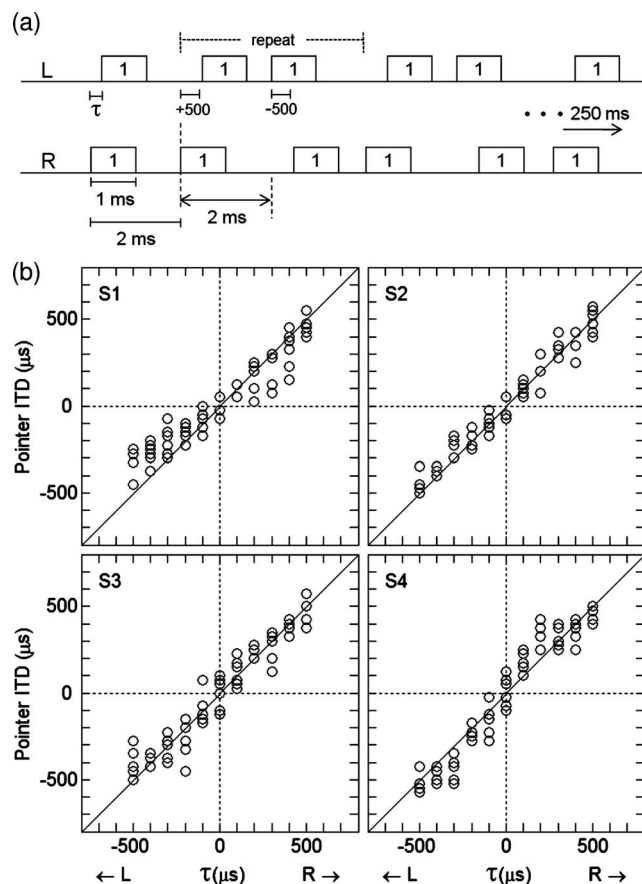 (a)
repeat
L 1 1 1 1 1 1
τ +500 -500
• • • 250 ms
R 1 1 1 1 1 1
1 ms
2 ms
2 ms
(b)
S1 S2
Pointer ITD (μs)
500
0
-500
S3 S4
Pointer ITD (μs)
500
0
-500
-500 0 500 -500 0 500
← L τ(μs) R → ← L τ(μs) R →